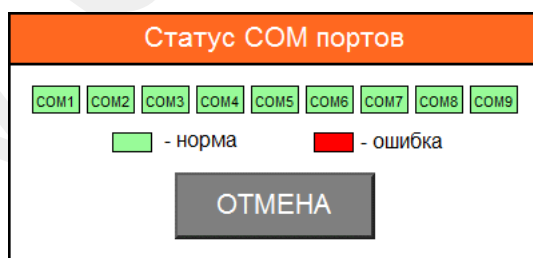 Статус COM портов
COM1 COM2 COM3 COM4 COM5 COM6 COM7 COM8 COM9
- норма - ошибка
ОТМЕНА